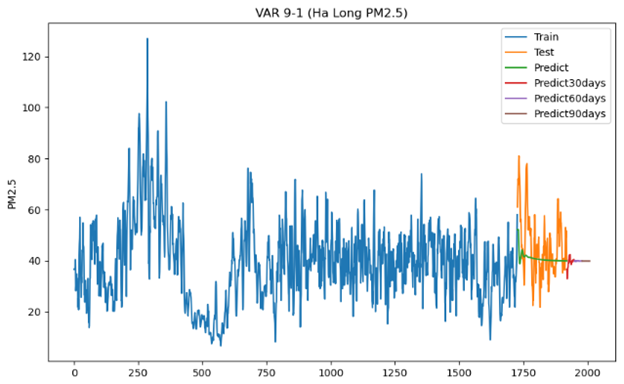 VAR 9-1 (Ha Long PM2.5)
Train
Test
Predict
Predict30days
Predict60days
Predict90days
PM2.5
120
100
80
60
40
20
0 250 500 750 1000 1250 1500 1750 2000